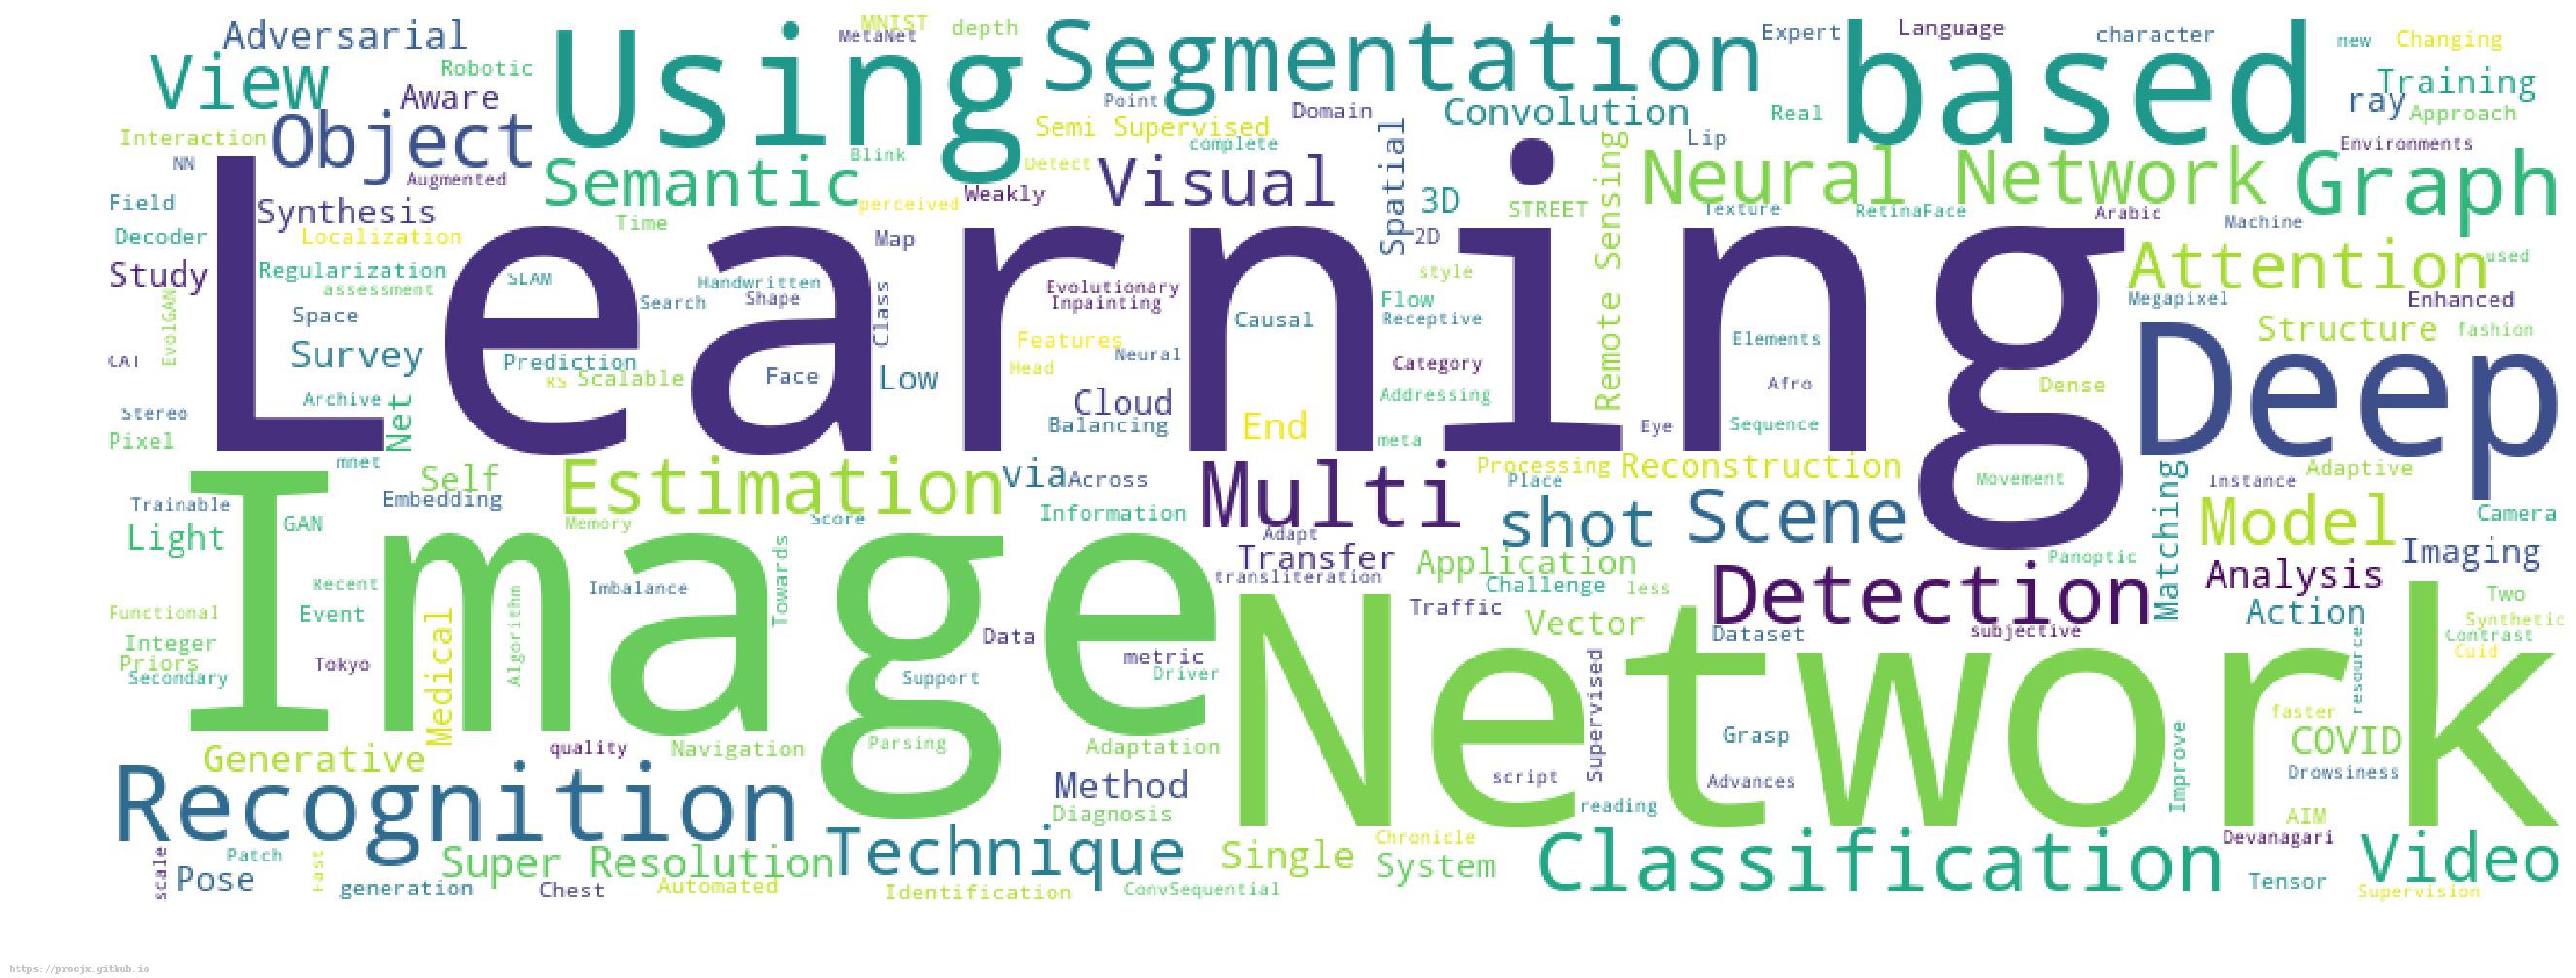 Adversarial
MNIST
MetaNet
depth
Using
Segmentation
Expert
Language
based
character
new
Changing
View
Robotic
Aware
Training
ray
Approach
Point
Domain
Convolution
Real
Interaction
Object
Semi Supervised
complete
Lip
Environments
NN
Augmented
Semantic
Blink
Detect
Weakly
Visual
Spatial
3D
STREET
Remote Sensing
Neural Network
Graph
Field
Synthesis
Time
perceived
Texture
RetinaFace
Arabic
Machine
Decoder
Localization
Map
2D
Learning
Attention
used
Study
Regularization
assessment
SLAM
Handwritten
Search
Shape
Class
Evolutionary
Inpainting
style
Flow
Receptive
Megapixel
Enhanced
EvolGAN
Space
Causal
Features
Neural
Elements
Deep
Structure
fashion
Survey
Prediction
Scalable
Face
Low
Head
Category
Afro
Dense
Stereo
Archive
Net
Cloud
Balancing
Addressing
Pixel
End
meta
Eye
Sequence
mnet
Self
Estimation
via
Across
Multi
Processing
Place
Reconstruction
Movement
Matching
Instance
Adaptive
Trainable
Embedding
Light
GAN
Memory
Score
Information
Adapt
shot
Scene
Model
Camera
Image
Towards
Transfer
transliteration
Application
Challenge
less
Detection
Panoptic
Analysis
Imaging
Recent
Imbalance
Functional
Event
Medical
Algorithm
Traffic
Vector
Dataset
subjective
Action
Two
Synthetic
Contrast
Cuid
Integer
Priors
Secondary
Tokyo
Data
metric
Driver
Support
Network
Supervised
resource
Generative
quality
Navigation
Parsing
Adaptation
Grasp
faster
COVID
Drowsiness
Improve
Recognition
Method
Diagnosis
script
reading
Advances
AIM
scale
Patch
Pose
Super Resolution
Technique
Single
Chronicle
System
Classification
Devanagari
Video
generation
Chest
Automated
Identification
ConvSequential
Tensor
Supervision
https://procjx.github.io